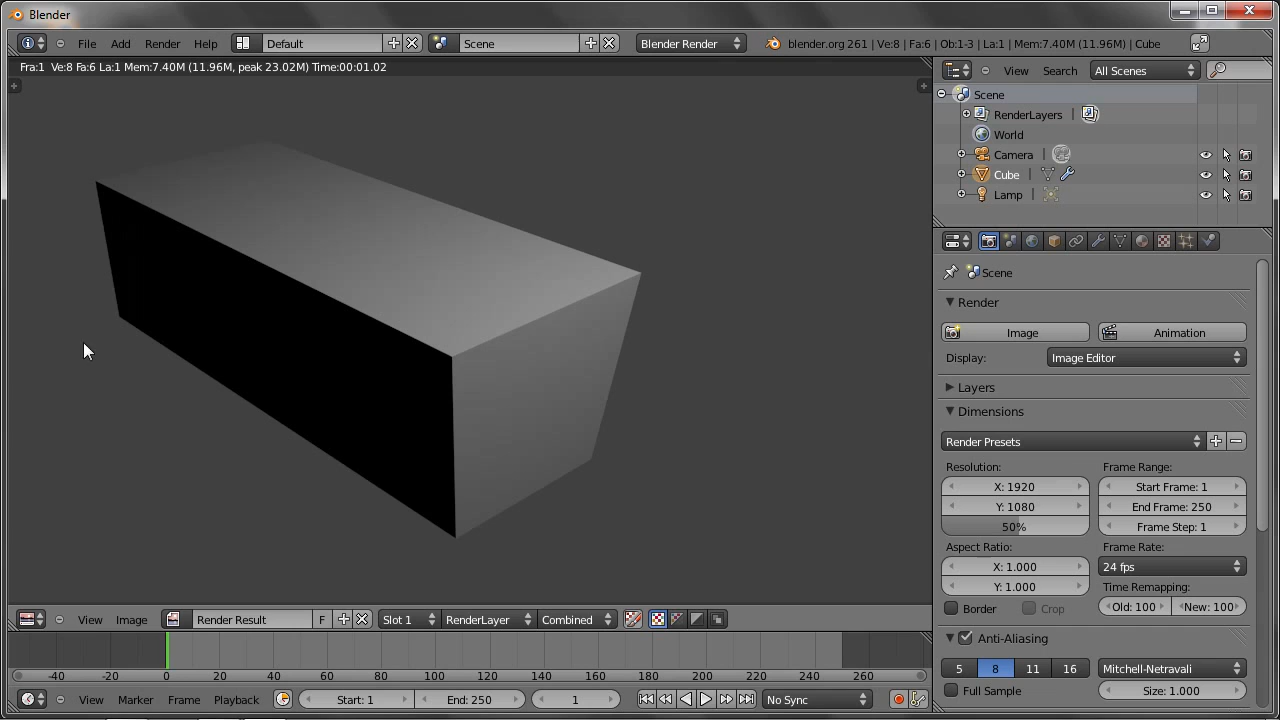 Blender
File Add Render Help Default Scene Blender Render blender.org 261 | Ve:8 | Fa:6 | Ob:1-3 | La:1 | Mem:7.40M (11.96M) | Cube
Fra:1 Ve:8 Fa:6 La:1 Mem:7.40M (11.96M, peak 23.02M) Time:00:01.02
View Search All Scenes
Scene
RenderLayers
World
Camera
Cube
Lamp
Scene
Render
Image Animation
Display: Image Editor
Layers
Dimensions
Render Presets
Resolution: Frame Range:
X: 1920 Start Frame: 1
Y: 1080 End Frame: 250
50% Frame Step: 1
Aspect Ratio: Frame Rate:
X: 1.000 24 fps
Y: 1.000 Time Remapping:
Border Crop Old: 100 New: 100
Anti-Aliasing
5 8 11 16 Mitchell-Netravali
Full Sample Size: 1.000
View Image Render Result F Slot 1 RenderLayer Combined
-40 -20 0 20 40 60 80 100 120 140 160 180 200 220 240 260
View Marker Frame Playback Start: 1 End: 250 1 No Sync